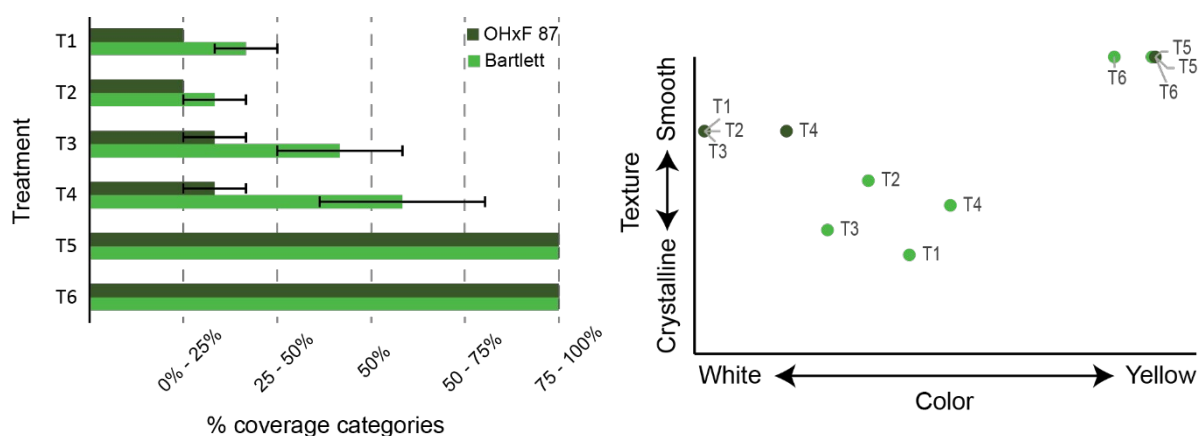 T1
T2
T3
T4
T5
T6
Treatment
OHxF 87
Bartlett
0% - 25%
25 - 50%
50%
50 - 75%
75 - 100%
% coverage categories
Smooth
Texture
Crystalline
T1
T2
T3
T4
T2
T4
T3
T1
T6
T5
T5
T6
White
Yellow
Color